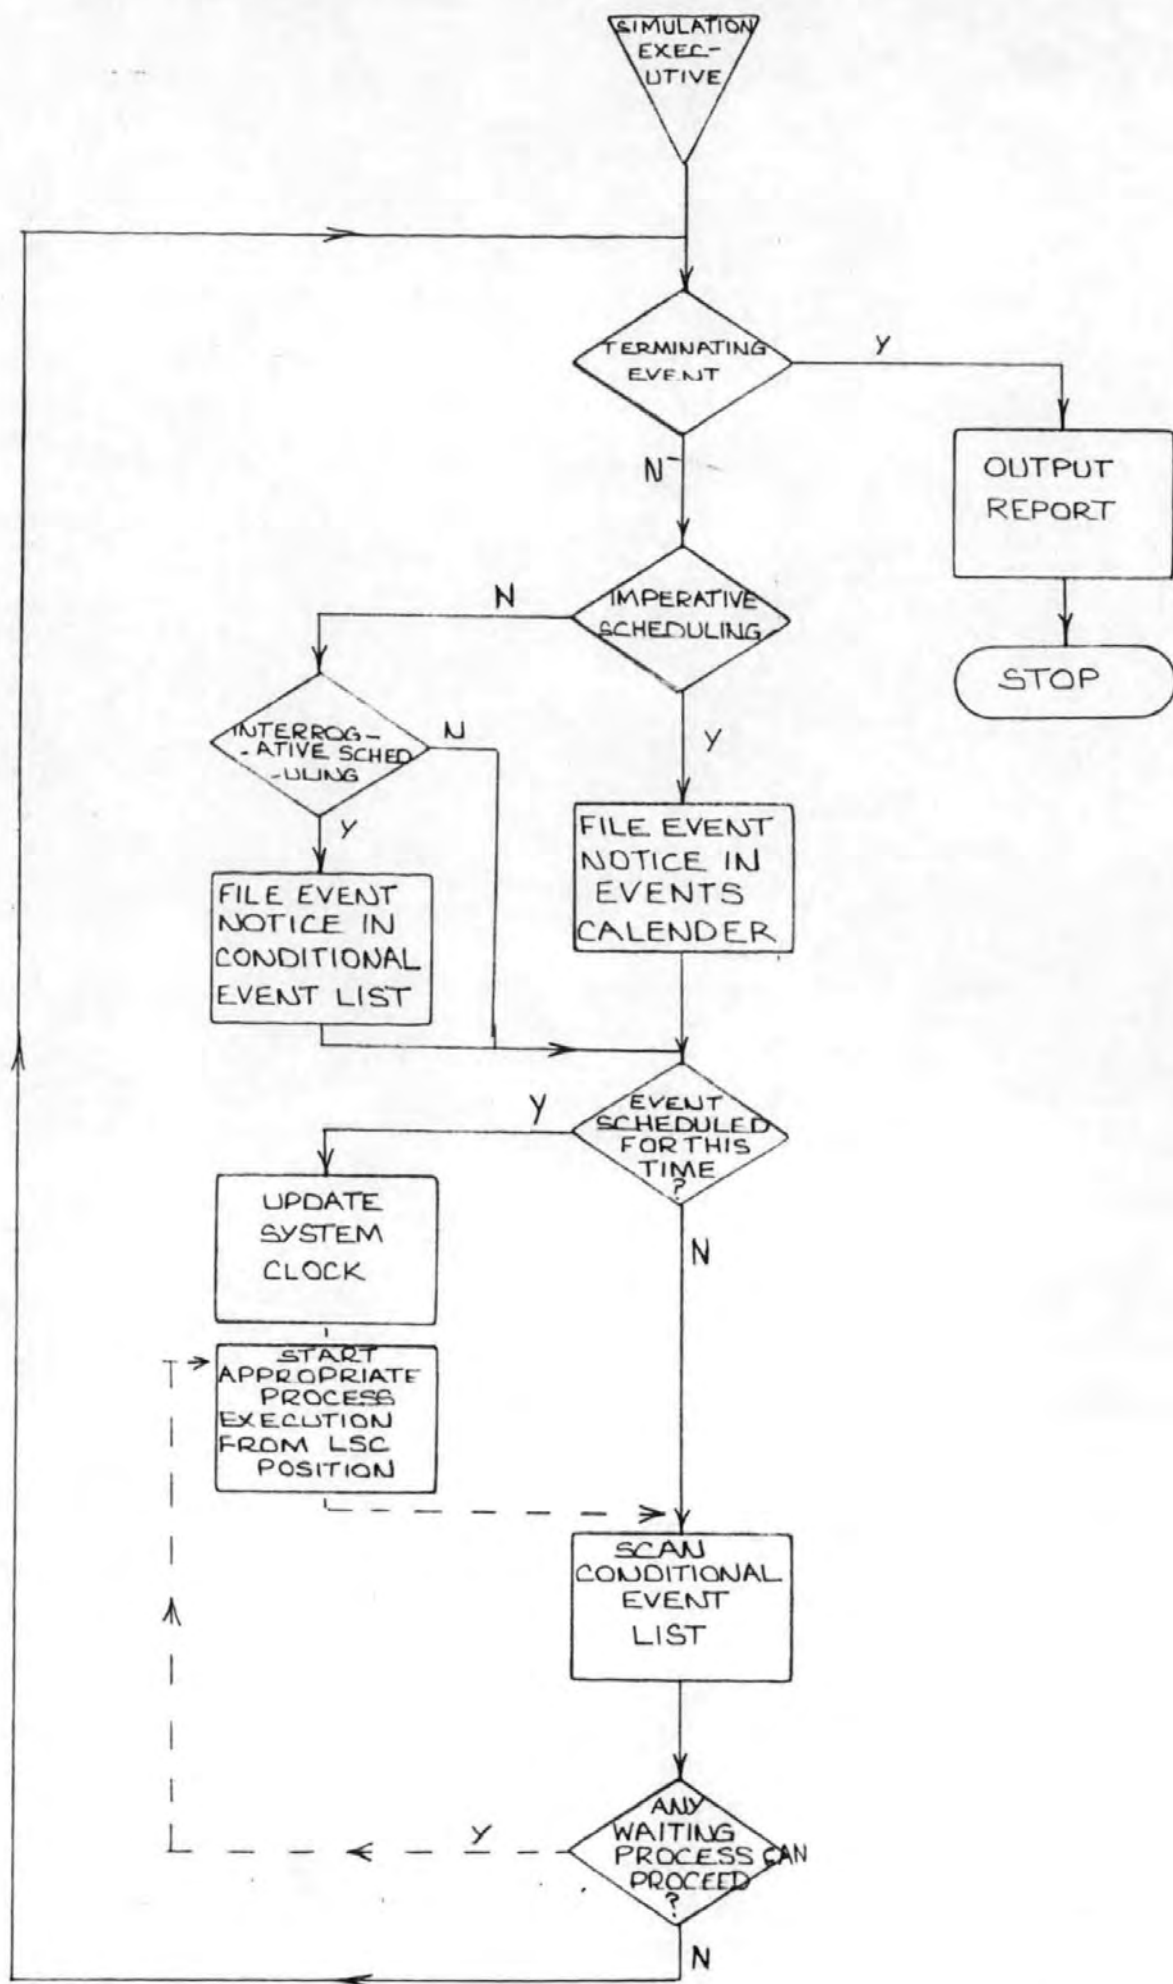 SIMULATION
EXEC-
UTIVE
TERMINATING
EVENT
Y
N
OUTPUT
REPORT
STOP
IMPERATIVE
SCHEDULING
N
Y
INTERROG-
-ATIVE SCHED
-ULING
N
Y
FILE EVENT
NOTICE IN
EVENTS
CALENDER
FILE EVENT
NOTICE IN
CONDITIONAL
EVENT LIST
EVENT
SCHEDULED
FOR THIS
TIME
?
Y
N
UPDATE
SYSTEM
CLOCK
START
APPROPRIATE
PROCESS
EXECUTION
FROM LSC
POSITION
SCAN
CONDITIONAL
EVENT
LIST
ANY
WAITING
PROCESS CAN
PROCEED
?
Y
N